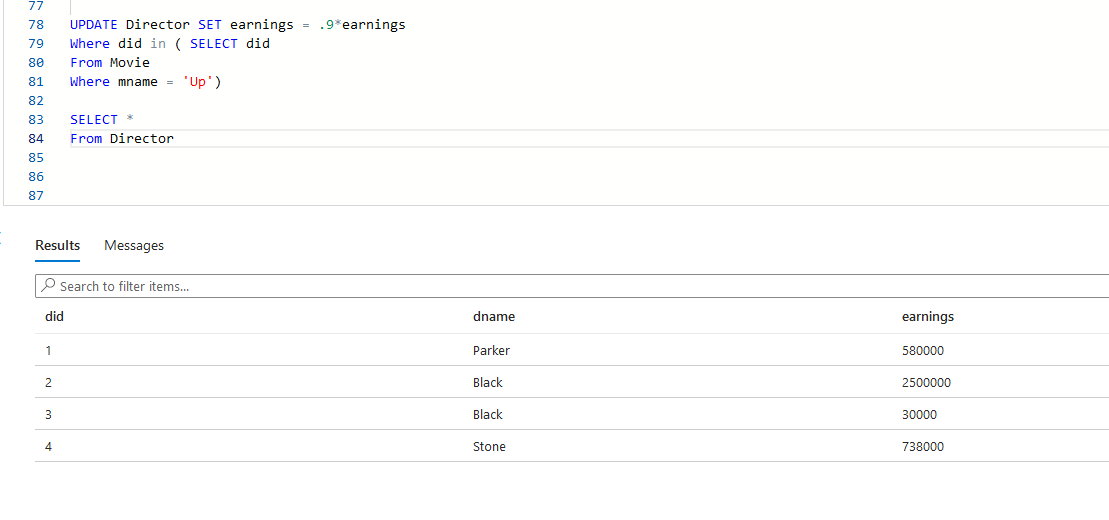 77
78 UPDATE Director SET earnings = .9*earnings
79 Where did in ( SELECT did
80 From Movie
81 Where mname = 'Up')
82
83 SELECT *
84 From Director
85
86
87
Results Messages
Search to filter items...
did dname earnings
1 Parker 580000
2 Black 2500000
3 Black 30000
4 Stone 738000